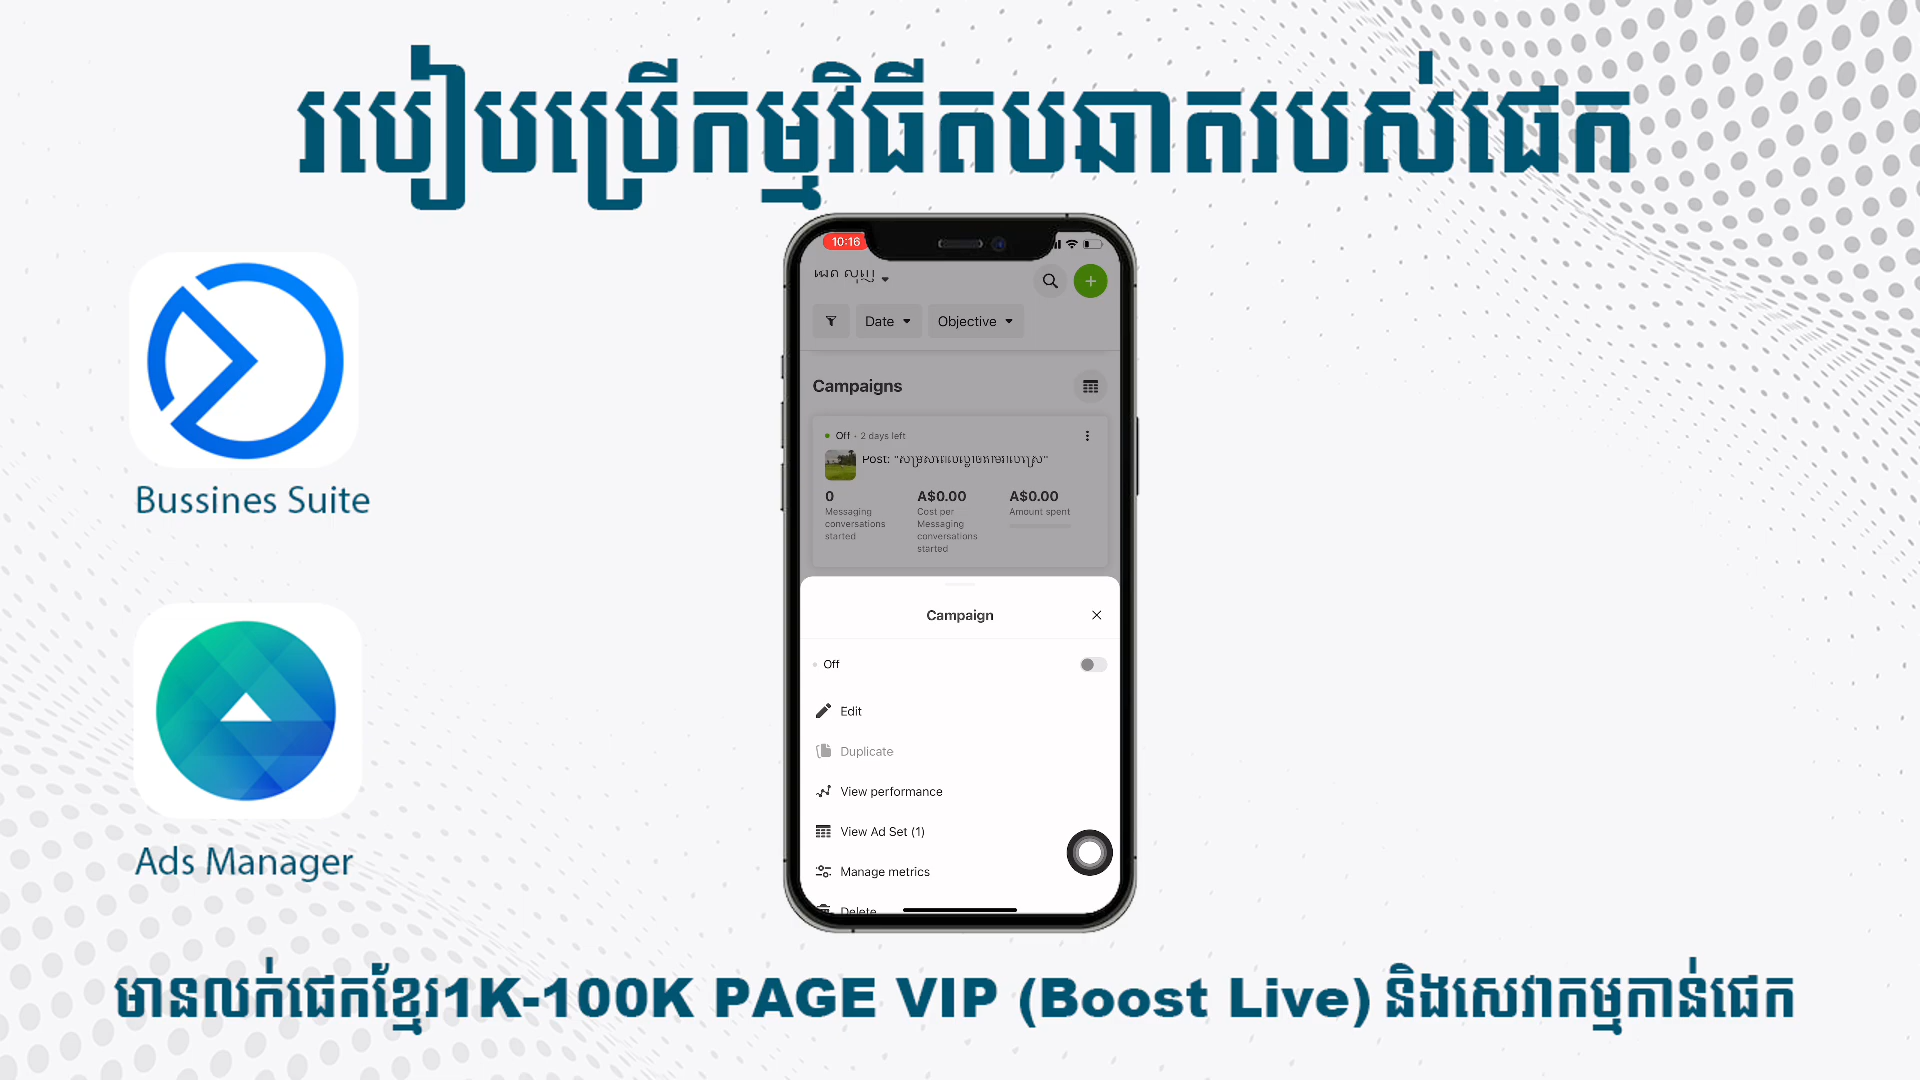 របៀបប្រើកម្មវិធីតបឆាតរបស់ផេក
10:16
Date
Objective
Campaigns
Off · 2 days left
Post: "
0
A$0.00
A$0.00
Messaging conversations started
Cost per Messaging conversations started
Amount spent
Campaign
Off
Edit
Duplicate
View performance
View Ad Set (1)
Manage metrics
Delete
Bussines Suite
Ads Manager
មានលក់ផេកខ្មែរ1K-100K PAGE VIP (Boost Live) និងសេវាកម្មកាន់ផេក